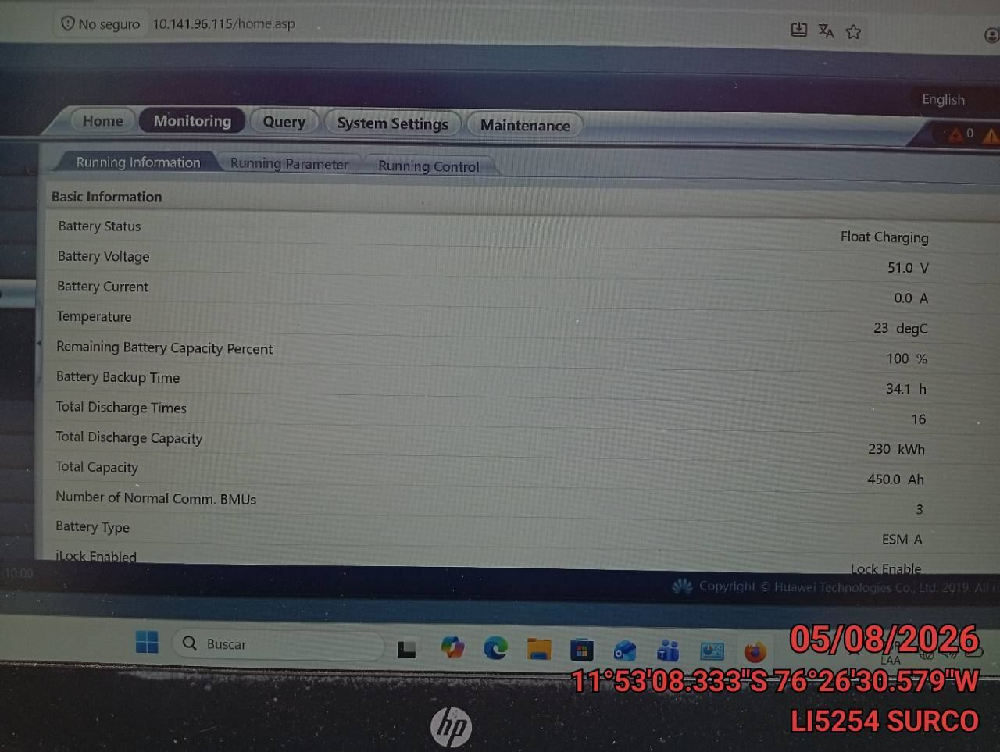 No seguro 10.141.96.115/home.asp
English
Home Monitoring Query System Settings Maintenance
0
Running Information Running Parameter Running Control
Basic Information
Battery Status Float Charging
Battery Voltage 51.0 V
Battery Current 0.0 A
Temperature 23 degC
Remaining Battery Capacity Percent 100 %
Battery Backup Time 34.1 h
Total Discharge Times 16
Total Discharge Capacity 230 kWh
Total Capacity 450.0 Ah
Number of Normal Comm. BMUs 3
Battery Type ESM-A
iLock Enabled Lock Enable
10:00
Copyright © Huawei Technologies Co., Ltd. 2019. All
Buscar
LAA
05/08/2026
11°53'08.333"S 76°26'30.579"W
LI5254 SURCO
hp